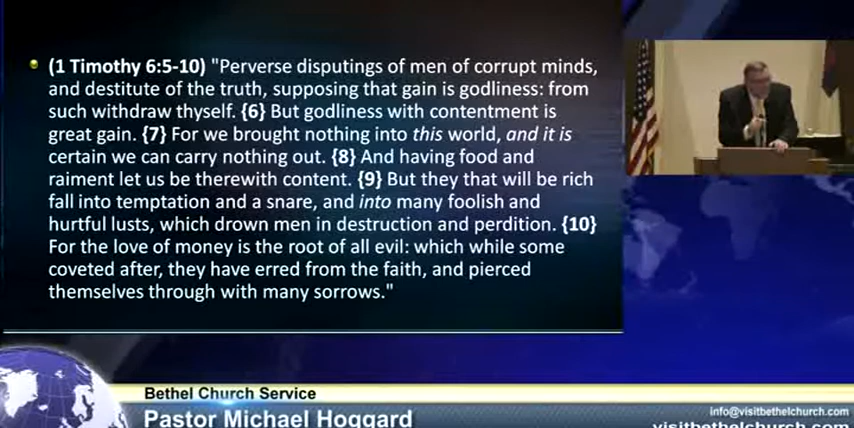 (1 Timothy 6:5-10) "Perverse disputings of men of corrupt minds,
and destitute of the truth, supposing that gain is godliness: from
such withdraw thyself. {6} But godliness with contentment is
great gain. {7} For we brought nothing into this world, and it is
certain we can carry nothing out. {8} And having food and
raiment let us be therewith content. {9} But they that will be rich
fall into temptation and a snare, and into many foolish and
hurtful lusts, which drown men in destruction and perdition. {10}
For the love of money is the root of all evil: which while some
coveted after, they have erred from the faith, and pierced
themselves through with many sorrows."
Bethel Church Service
Pastor Michael Hoggard
info@visitbethelchurch.com
visitbethelchurch.com